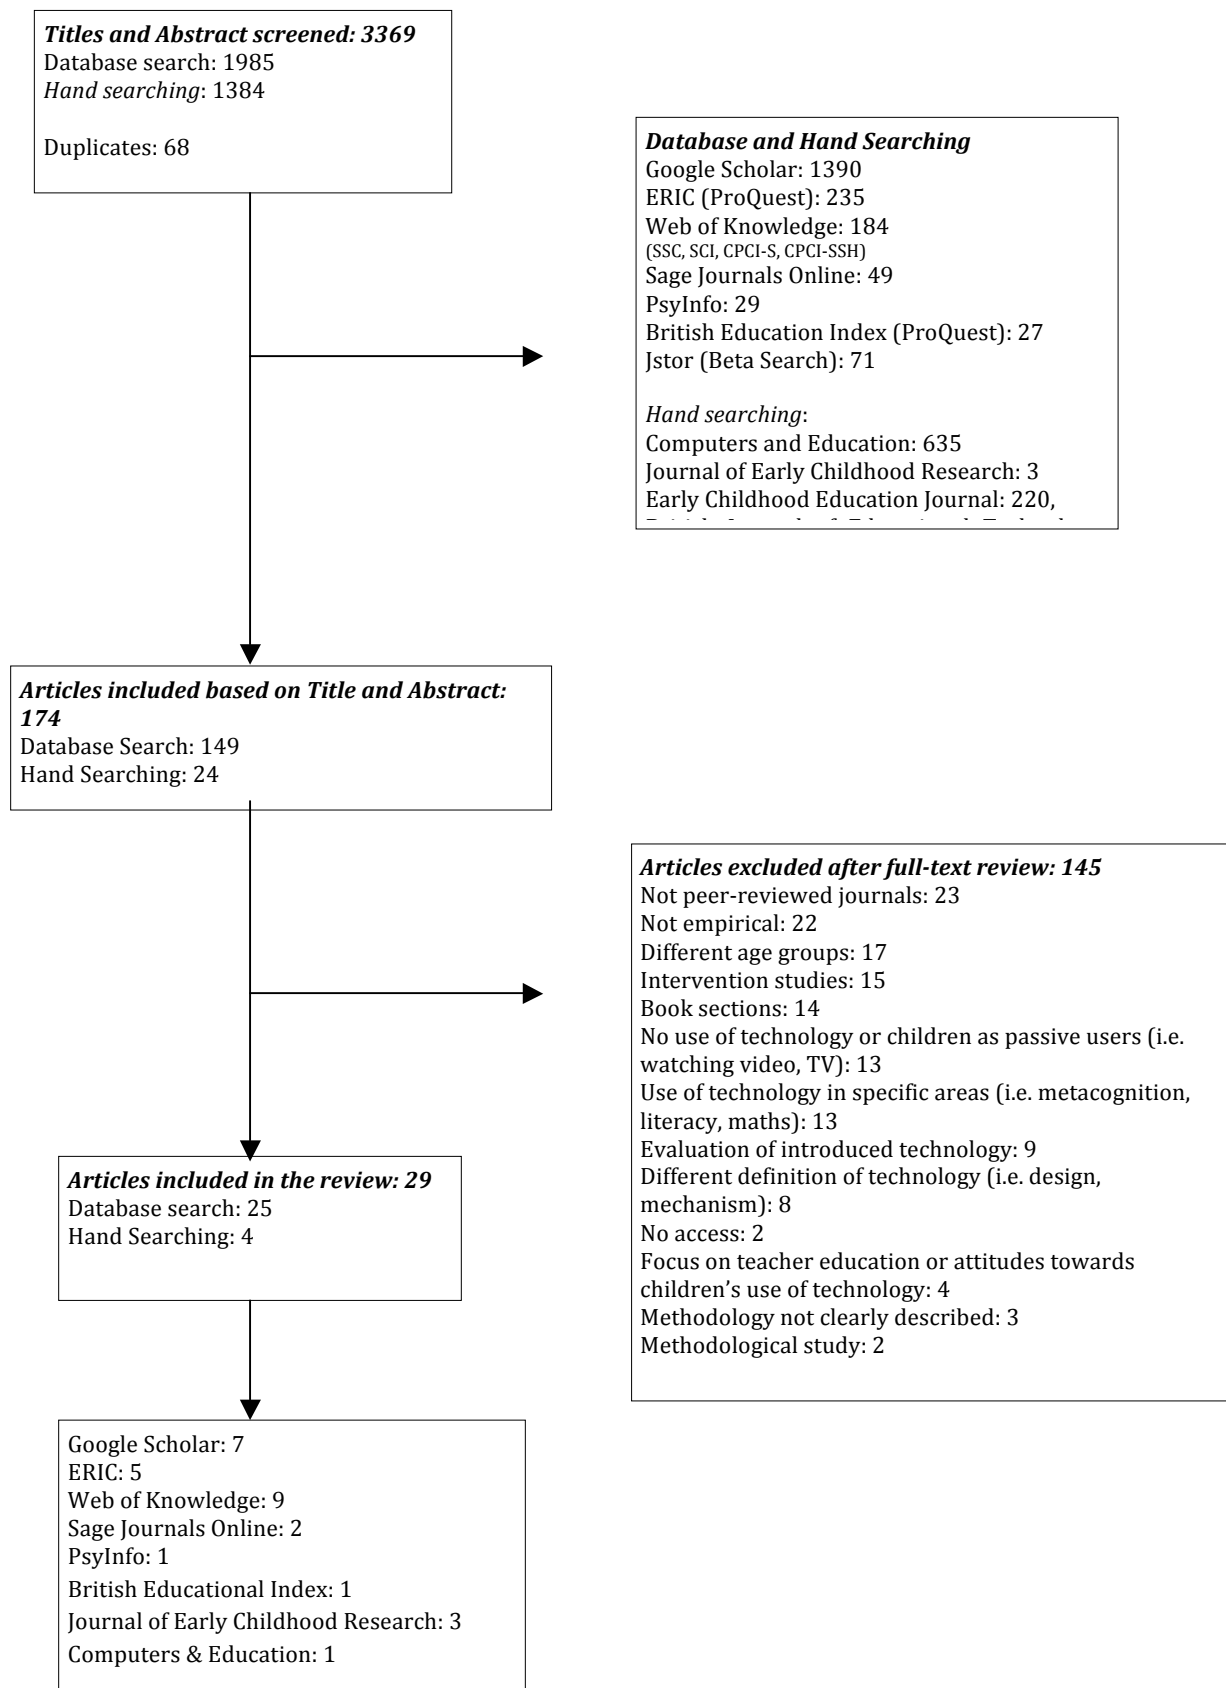 Titles and Abstract screened: 3369
Database search: 1985
Hand searching: 1384
Duplicates: 68
Database and Hand Searching
Google Scholar: 1390
ERIC (ProQuest): 235
Web of Knowledge: 184
(SSC, SCI, CPCI-S, CPCI-SSH)
Sage Journals Online: 49
PsyInfo: 29
British Education Index (ProQuest): 27
Jstor (Beta Search): 71
Hand searching:
Computers and Education: 635
Journal of Early Childhood Research: 3
Early Childhood Education Journal: 220,
Articles included based on Title and Abstract:
174
Database Search: 149
Hand Searching: 24
Articles excluded after full-text review: 145
Not peer-reviewed journals: 23
Not empirical: 22
Different age groups: 17
Intervention studies: 15
Book sections: 14
No use of technology or children as passive users (i.e.
watching video, TV): 13
Use of technology in specific areas (i.e. metacognition,
literacy, maths): 13
Evaluation of introduced technology: 9
Different definition of technology (i.e. design,
mechanism): 8
No access: 2
Focus on teacher education or attitudes towards
children's use of technology: 4
Methodology not clearly described: 3
Methodological study: 2
Articles included in the review: 29
Database search: 25
Hand Searching: 4
Google Scholar: 7
ERIC: 5
Web of Knowledge: 9
Sage Journals Online: 2
PsyInfo: 1
British Educational Index: 1
Journal of Early Childhood Research: 3
Computers & Education: 1